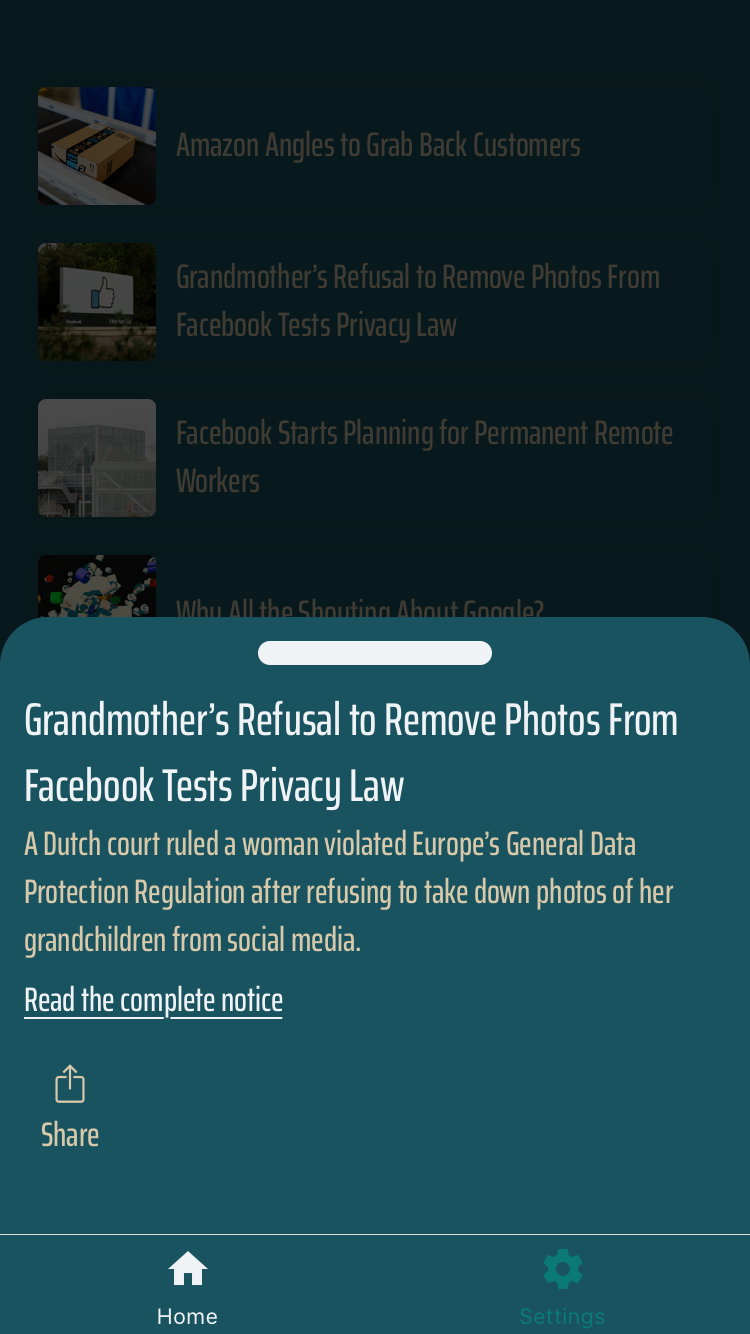 Amazon Angles to Grab Back Customers
Grandmother’s Refusal to Remove Photos From
Facebook Tests Privacy Law
Facebook Starts Planning for Permanent Remote
Workers
Why All the Shouting About Google?
Grandmother’s Refusal to Remove Photos From
Facebook Tests Privacy Law
A Dutch court ruled a woman violated Europe’s General Data
Protection Regulation after refusing to take down photos of her
grandchildren from social media.
Read the complete notice
Share
Home
Settings